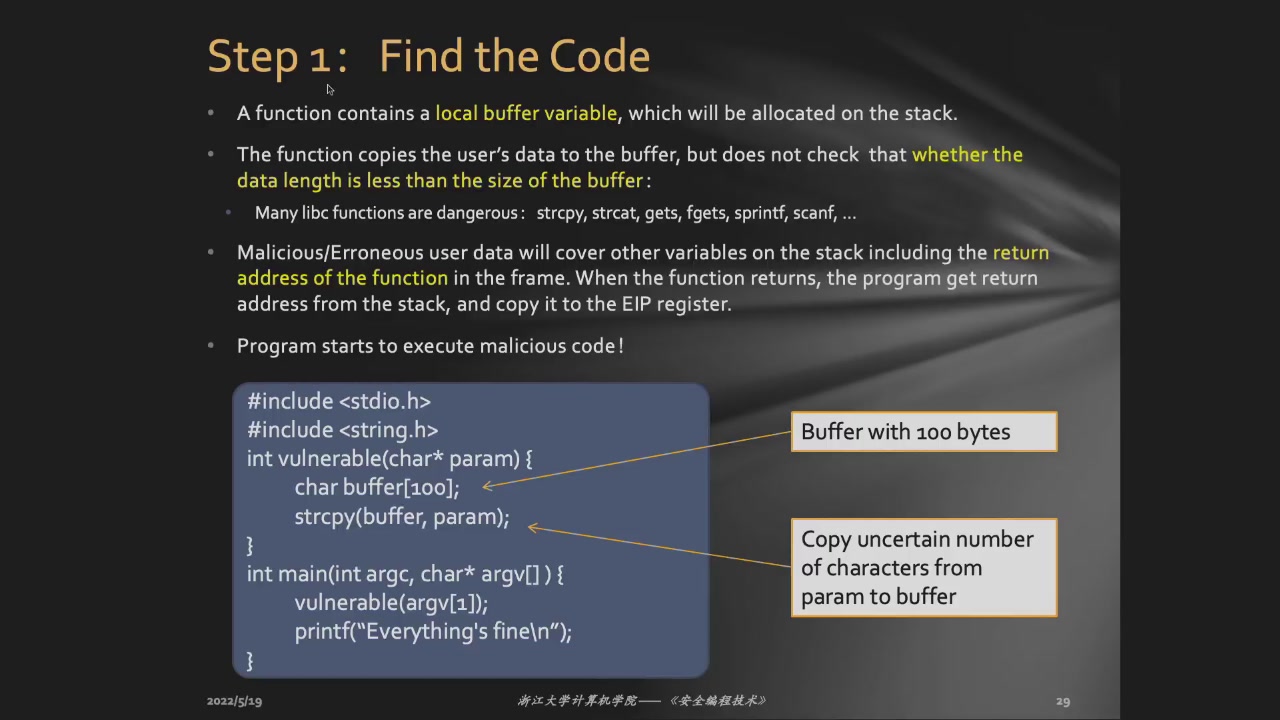 Step 1： Find the Code
• A function contains a local buffer variable, which will be allocated on the stack.
• The function copies the user’s data to the buffer, but does not check that whether the
data length is less than the size of the buffer：
• Many libc functions are dangerous： strcpy, strcat, gets, fgets, sprintf, scanf, ...
• Malicious/Erroneous user data will cover other variables on the stack including the return
address of the function in the frame. When the function returns, the program get return
address from the stack, and copy it to the EIP register.
• Program starts to execute malicious code！
#include <stdio.h>
#include <string.h>
int vulnerable(char* param) {
char buffer[100];
strcpy(buffer, param);
}
int main(int argc, char* argv[] ) {
vulnerable(argv[1]);
printf(“Everything's fine\n”);
}
Buffer with 100 bytes
Copy uncertain number
of characters from
param to buffer
2022/5/19
浙江大学计算机学院——《安全编程技术》
29